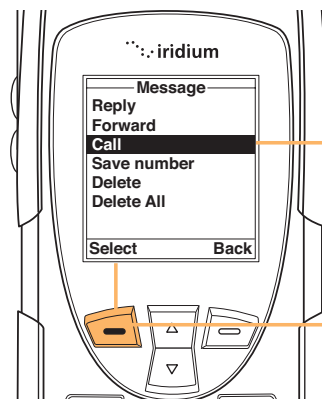 iridium
Message
Reply
Forward
Call
Save number
Delete
Delete All
Select Back